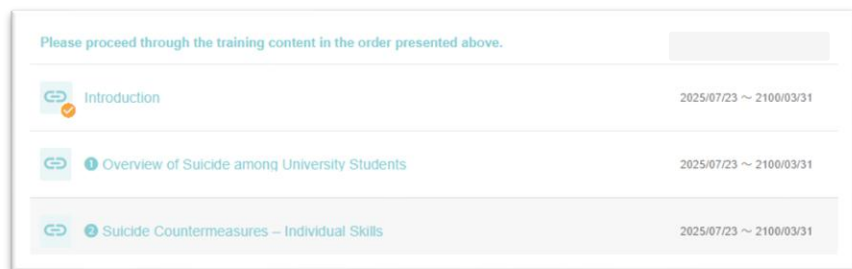 Please proceed through the training content in the order presented above.
Introduction 2025/07/23 ～ 2100/03/31
❶ Overview of Suicide among University Students 2025/07/23 ～ 2100/03/31
❷ Suicide Countermeasures – Individual Skills 2025/07/23 ～ 2100/03/31